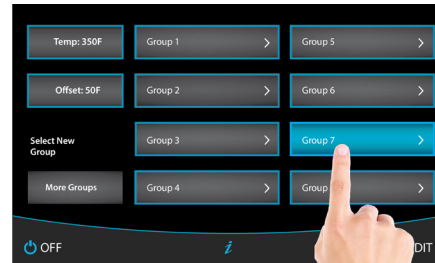 Temp: 350F
Group 1
Group 5
Offset: 50F
Group 2
Group 6
Select New
Group
Group 3
Group 7
More Groups
Group 4
Group
OFF
i
DIT